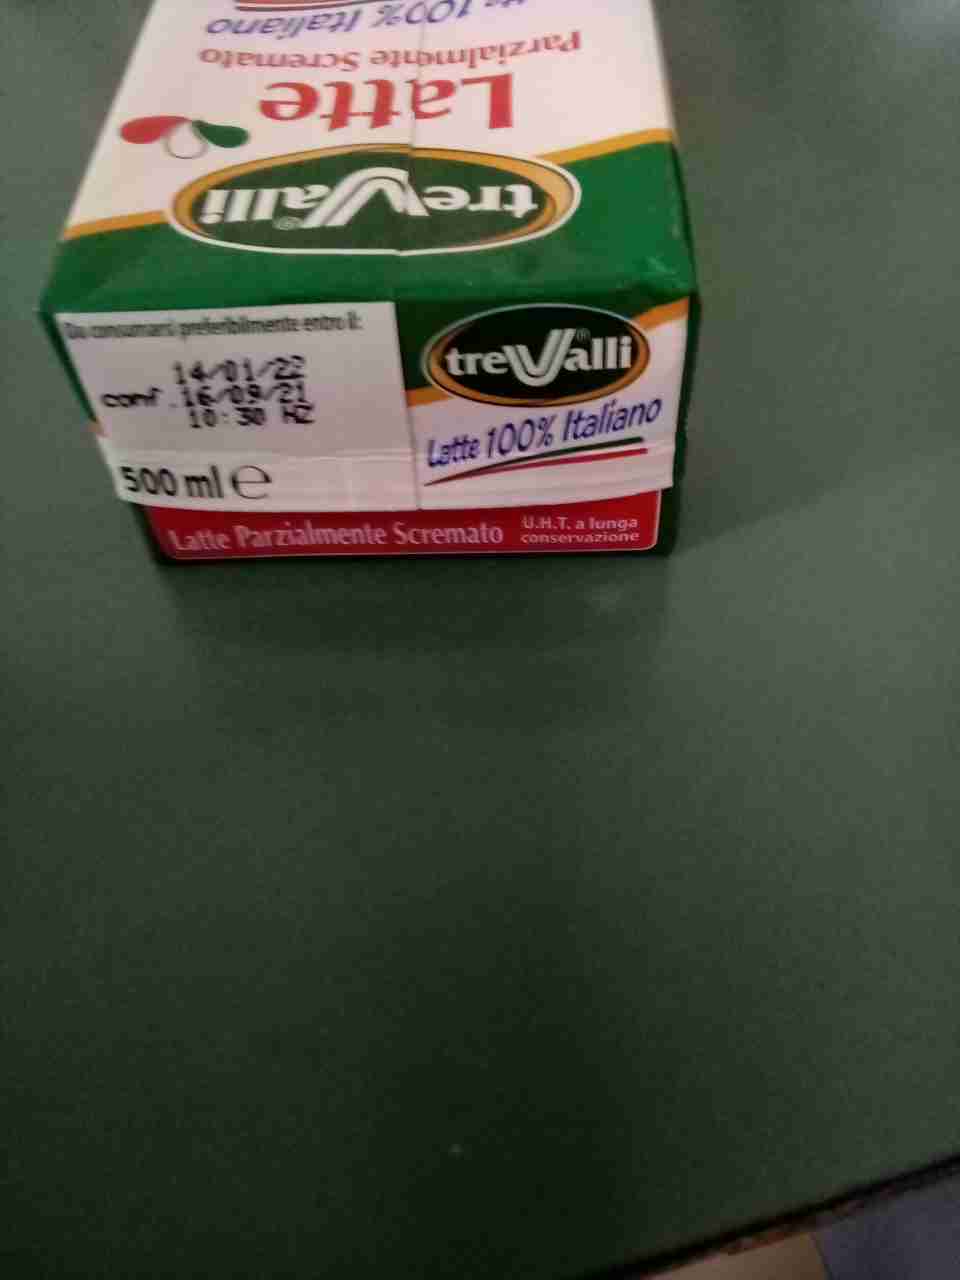 100% Italiano
Parzialmente Scremato
Latte
treValli®
Da consumarsi preferibilmente entro il:
14/01/22
conf. 16/09/21
10:30 HZ
500 ml e
treValli®
Latte 100% Italiano
Latte Parzialmente Scremato
U.H.T. a lunga
conservazione